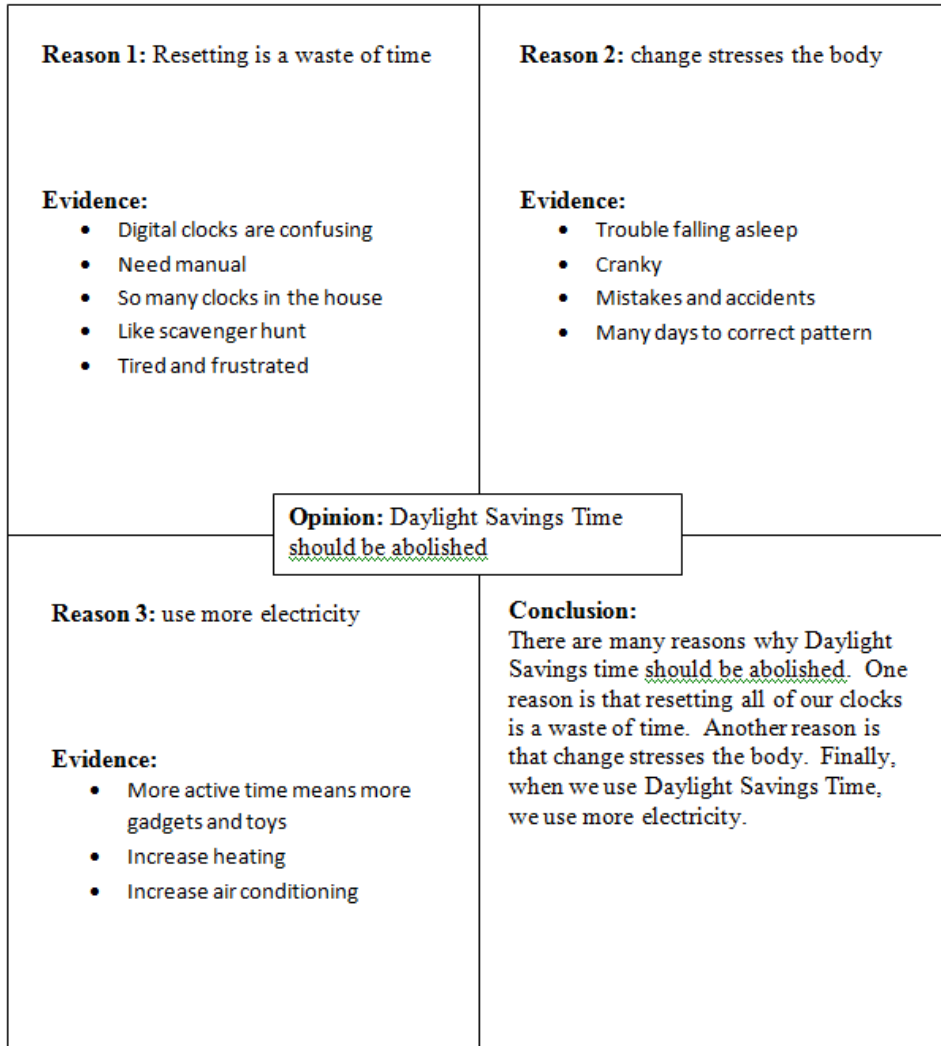 Reason 1: Resetting is a waste of time
Evidence:
• Digital clocks are confusing
• Need manual
• So many clocks in the house
• Like scavenger hunt
• Tired and frustrated
Reason 2: change stresses the body
Evidence:
• Trouble falling asleep
• Cranky
• Mistakes and accidents
• Many days to correct pattern
Opinion: Daylight Savings Time
should be abolished
Reason 3: use more electricity
Evidence:
• More active time means more
gadgets and toys
• Increase heating
• Increase air conditioning
Conclusion:
There are many reasons why Daylight
Savings time should be abolished.  One
reason is that resetting all of our clocks
is a waste of time.  Another reason is
that change stresses the body.  Finally,
when we use Daylight Savings Time,
we use more electricity.